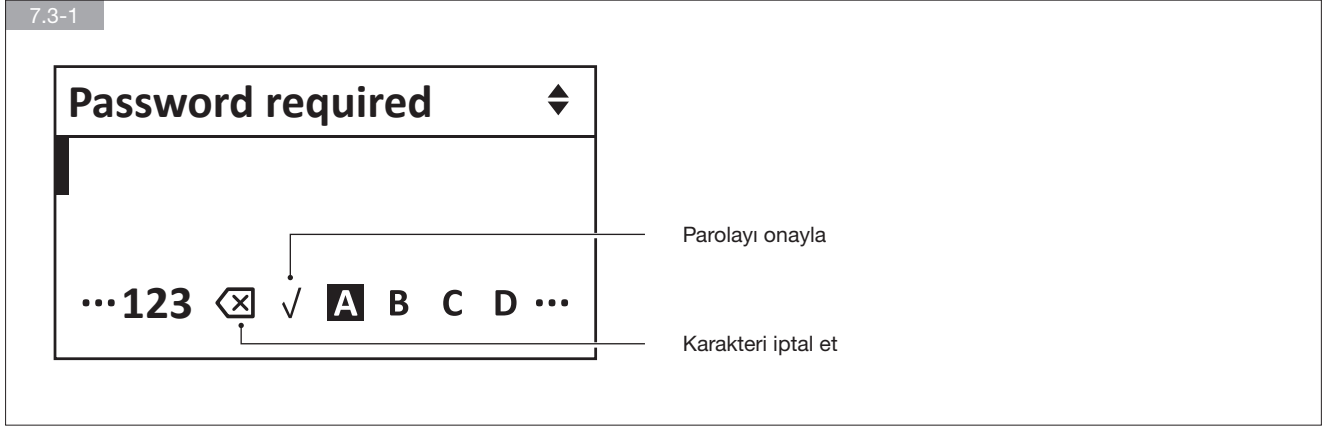 7.3-1
Password required
Parolayı onayla
...123 √ A B C D ...
Karakteri iptal et